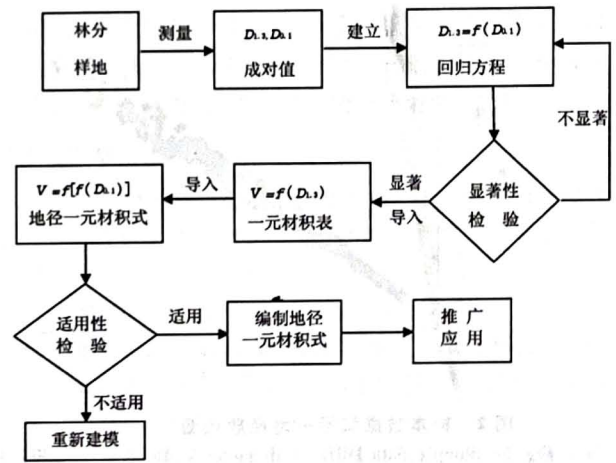 林分
样地
测量
D₁.₃,D₀.₁
成对值
建立
D₁.₃=f(D₀.₁)
回归方程
不显著
显著性
检 验
显著
导入
V=f(D₁.₃)
一元材积表
导入
V=f[f(D₀.₁)]
地径一元材积式
适用性
检 验
适用
编制地径
一元材积式
推 广
应 用
不适用
重新建模